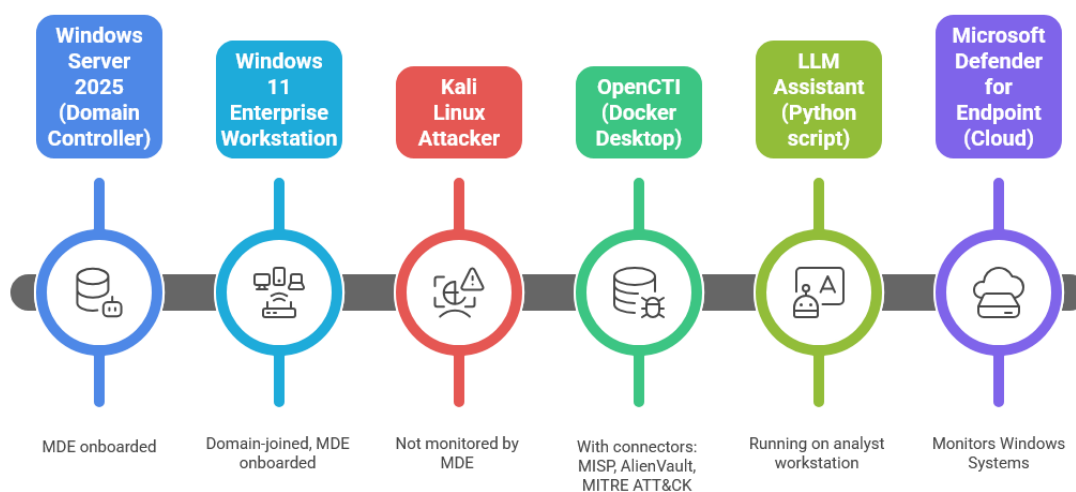 Windows
Server
2025
(Domain
Controller)
Windows
11
Enterprise
Workstation
Kali
Linux
Attacker
OpenCTI
(Docker
Desktop)
LLM
Assistant
(Python
script)
Microsoft
Defender
for
Endpoint
(Cloud)
A
MDE onboarded
Domain-joined, MDE
onboarded
Not monitored by
MDE
With connectors:
MISP, AlienVault,
MITRE ATT&CK
Running on analyst
workstation
Monitors Windows
Systems